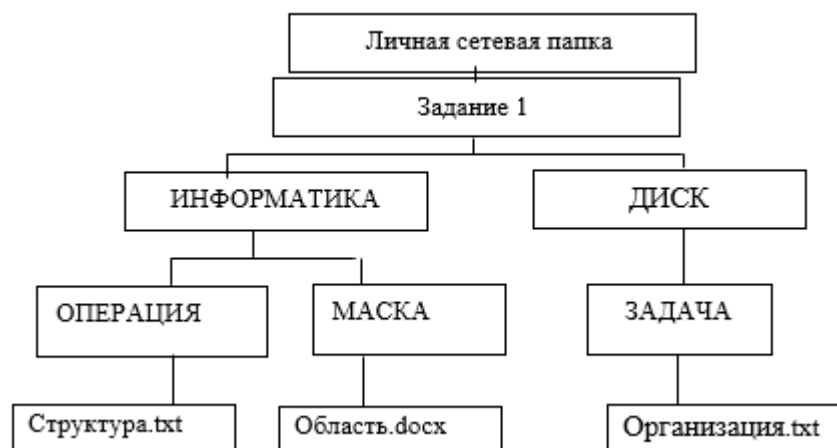 Личная сетевая папка
Задание 1
ИНФОРМАТИКА
ДИСК
ОПЕРАЦИЯ
МАСКА
ЗАДАЧА
Структура.txt
Область.docx
Организация.txt